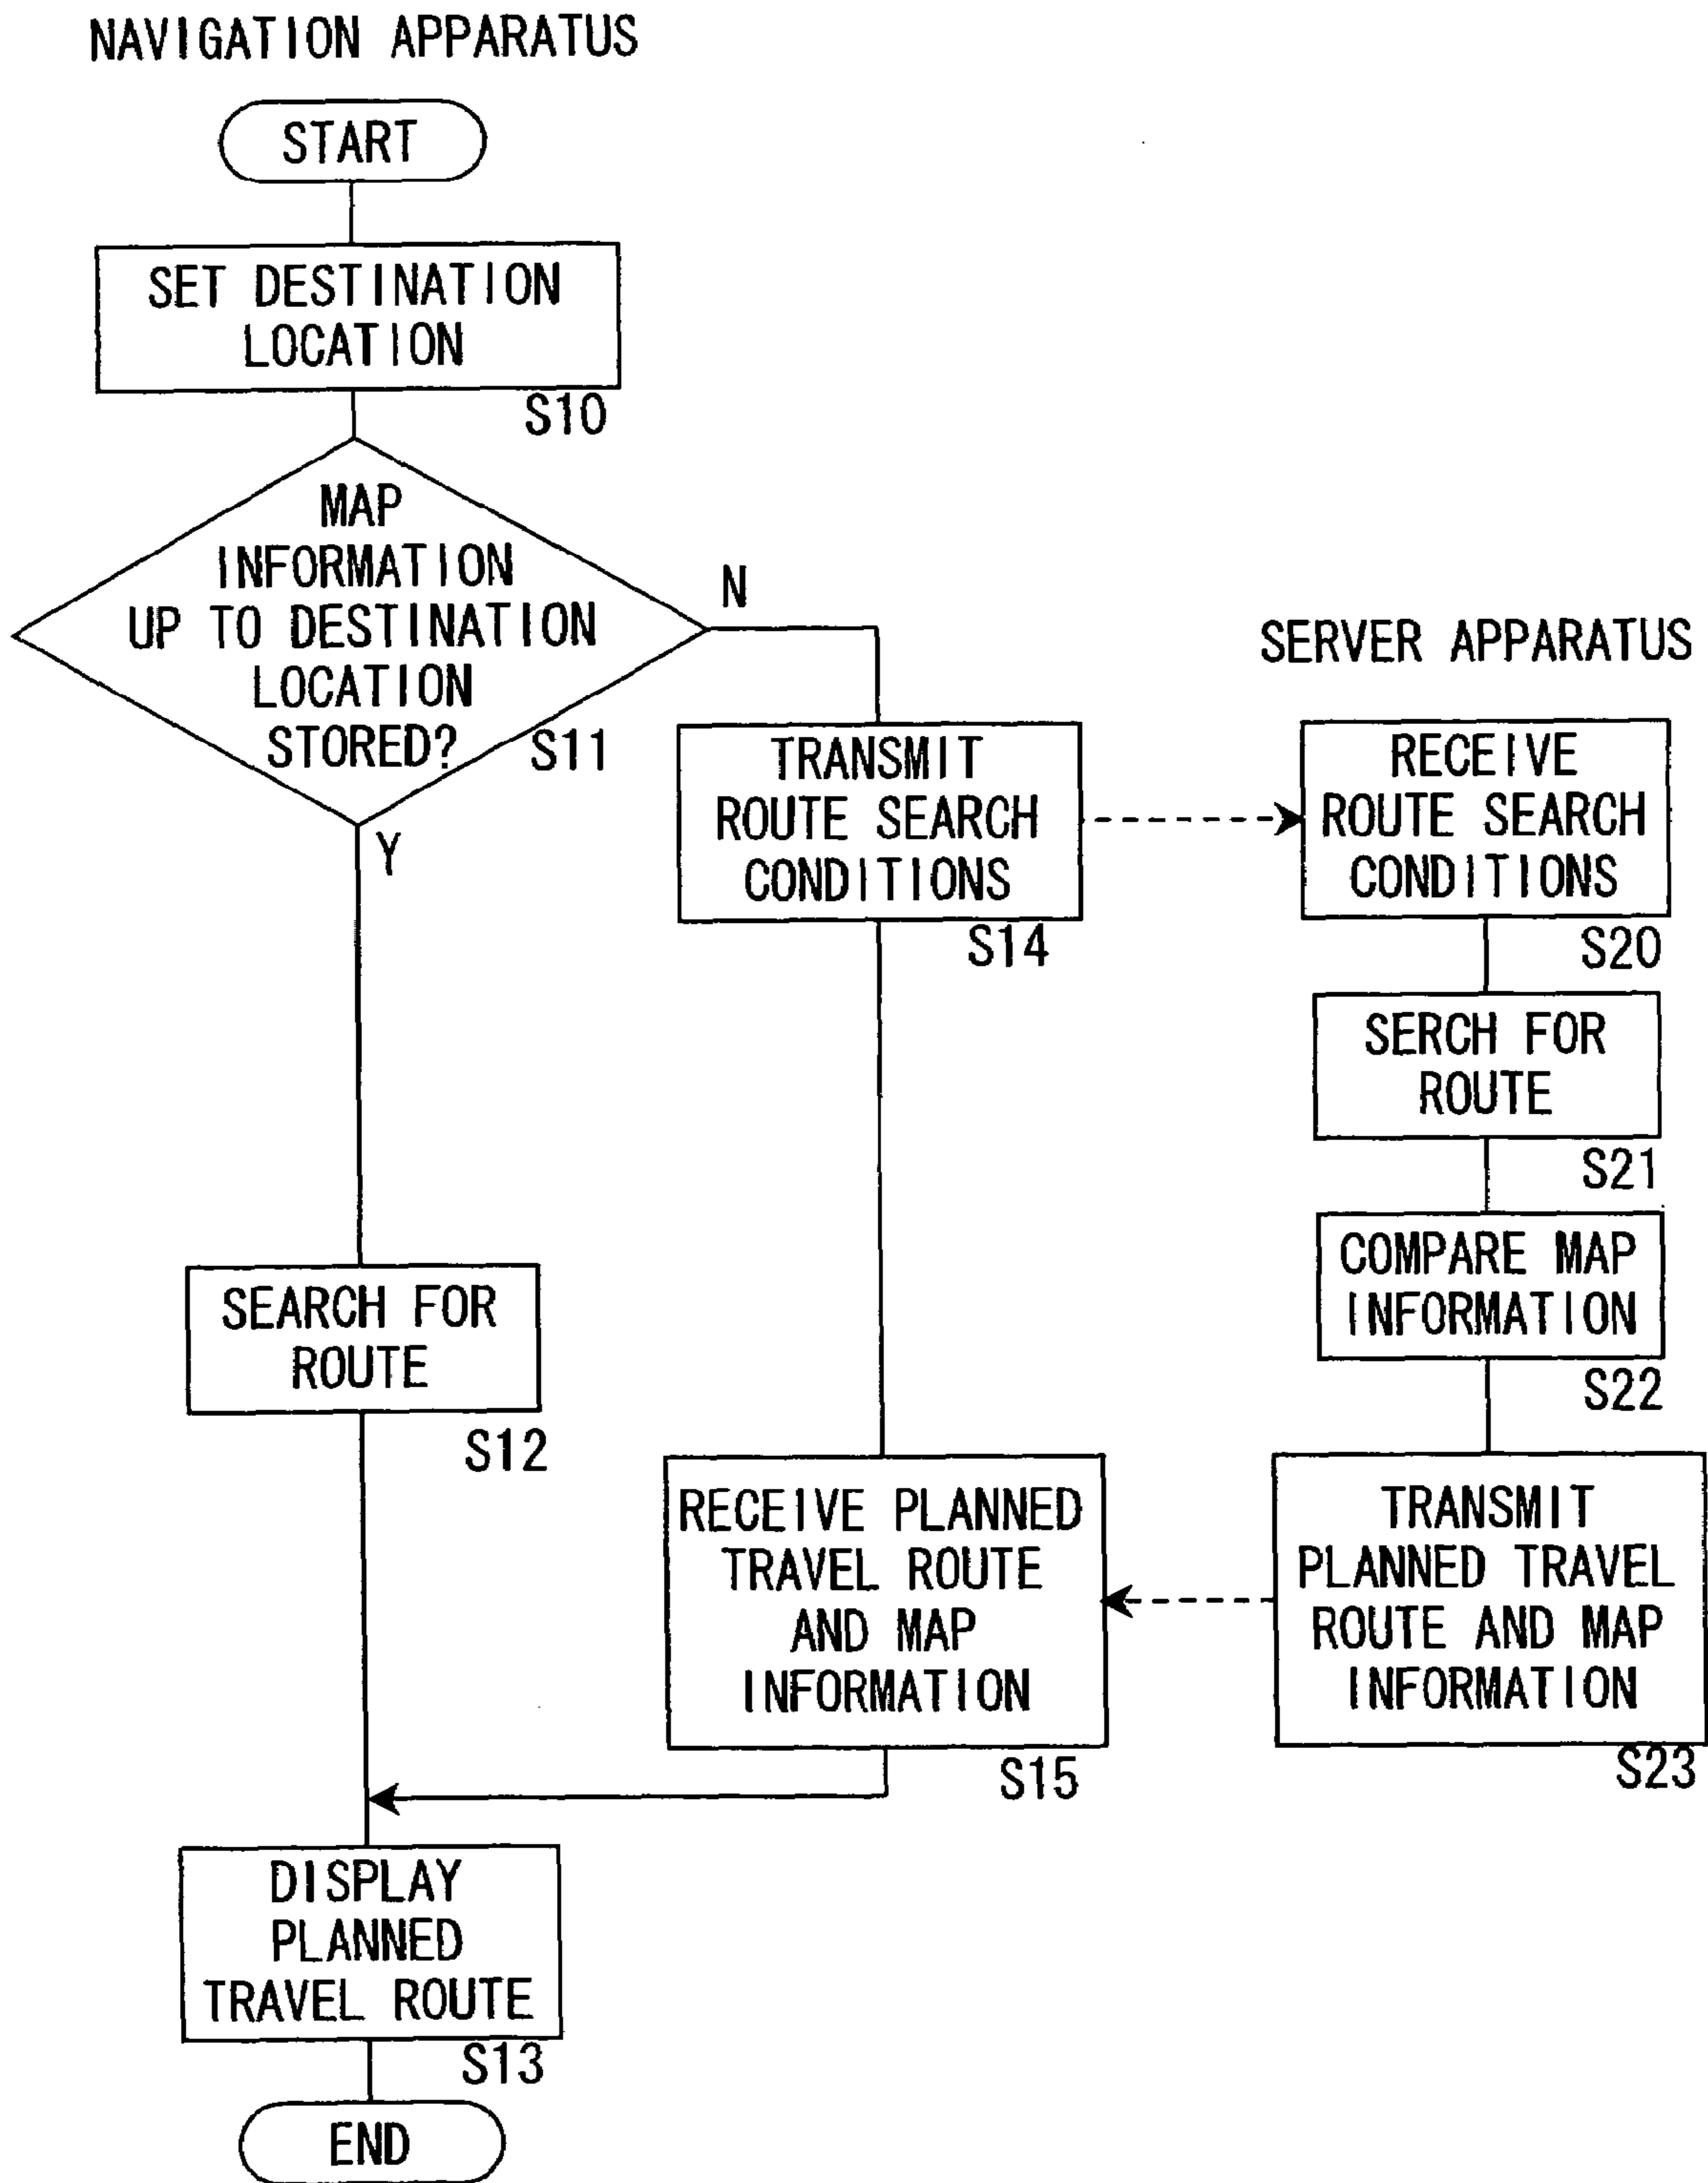 NAVIGATION APPARATUS
START
SET DESTINATION
LOCATION
S10
MAP
INFORMATION
UP TO DESTINATION
LOCATION
STORED?
S11
N
Y
SERVER APPARATUS
TRANSMIT
ROUTE SEARCH
CONDITIONS
S14
RECEIVE
ROUTE SEARCH
CONDITIONS
S20
SERCH FOR
ROUTE
S21
COMPARE MAP
INFORMATION
S22
SEARCH FOR
ROUTE
S12
RECEIVE PLANNED
TRAVEL ROUTE
AND MAP
INFORMATION
S15
TRANSMIT
PLANNED TRAVEL
ROUTE AND MAP
INFORMATION
S23
DISPLAY
PLANNED
TRAVEL ROUTE
S13
END